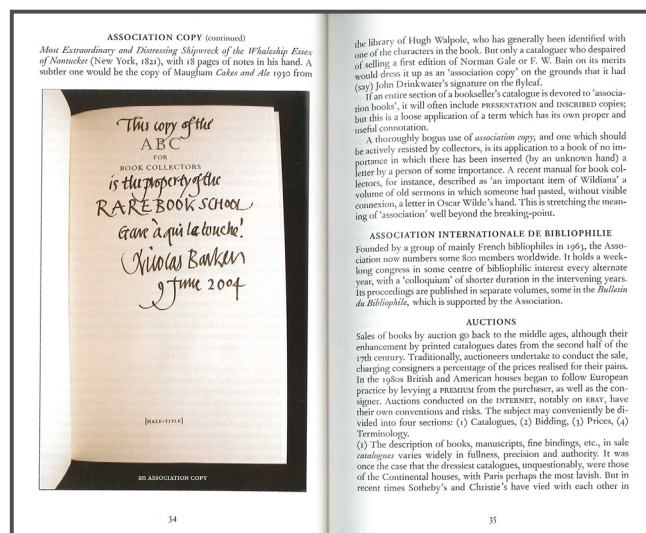 ASSOCIATION COPY (continued)
Most Extraordinary and Distressing Shipwreck of the Whaleship Essex
of Nantucket (New York, 1821), with 18 pages of notes in his hand. A
subtler one would be the copy of Maugham Cakes and Ale 1930 from
This copy of the
ABC
FOR
BOOK COLLECTORS
is the property of the
RARE BOOK SCHOOL
Gare à qui la touche!
Nicolas Barker
9 June 2004
[HALF-TITLE]
an ASSOCIATION COPY
34
the library of Hugh Walpole, who has generally been identified with
one of the characters in the book. But only a cataloguer who despaired
of selling a first edition of Norman Gale or F. W. Bain on its merits
would dress it up as an 'association copy' on the grounds that it had
(say) John Drinkwater's signature on the flyleaf.
If an entire section of a bookseller's catalogue is devoted to 'associa-
tion books', it will often include PRESENTATION and INSCRIBED copies;
but this is a loose application of a term which has its own proper and
useful connotation.
A thoroughly bogus use of association copy, and one which should
be actively resisted by collectors, is its application to a book of no im-
portance in which there has been inserted (by an unknown hand) a
letter by a person of some importance. A recent manual for book col-
lectors, for instance, described as 'an important item of Wildiana' a
volume of old sermons in which someone had pasted, without visible
connexion, a letter in Oscar Wilde's hand. This is stretching the mean-
ing of 'association' well beyond the breaking-point.
ASSOCIATION INTERNATIONALE DE BIBLIOPHILIE
Founded by a group of mainly French bibliophiles in 1963, the Asso-
ciation now numbers some 800 members worldwide. It holds a week-
long congress in some centre of bibliophilic interest every alternate
year, with a 'colloquium' of shorter duration in the intervening years.
Its proceedings are published in separate volumes, some in the Bulletin
du Bibliophile, which is supported by the Association.
AUCTIONS
Sales of books by auction go back to the middle ages, although their
enhancement by printed catalogues dates from the second half of the
17th century. Traditionally, auctioneers undertake to conduct the sale,
charging consigners a percentage of the prices realised for their pains.
In the 1980s British and American houses began to follow European
practice by levying a PREMIUM from the purchaser, as well as the con-
signer. Auctions conducted on the INTERNET, notably on EBAY, have
their own conventions and risks. The subject may conveniently be di-
vided into four sections: (1) Catalogues, (2) Bidding, (3) Prices, (4)
Terminology.
(1) The description of books, manuscripts, fine bindings, etc., in sale
catalogues varies widely in fullness, precision and authority. It was
once the case that the dressiest catalogues, unquestionably, were those
of the Continental houses, with Paris perhaps the most lavish. But in
recent times Sotheby's and Christie's have vied with each other in
35